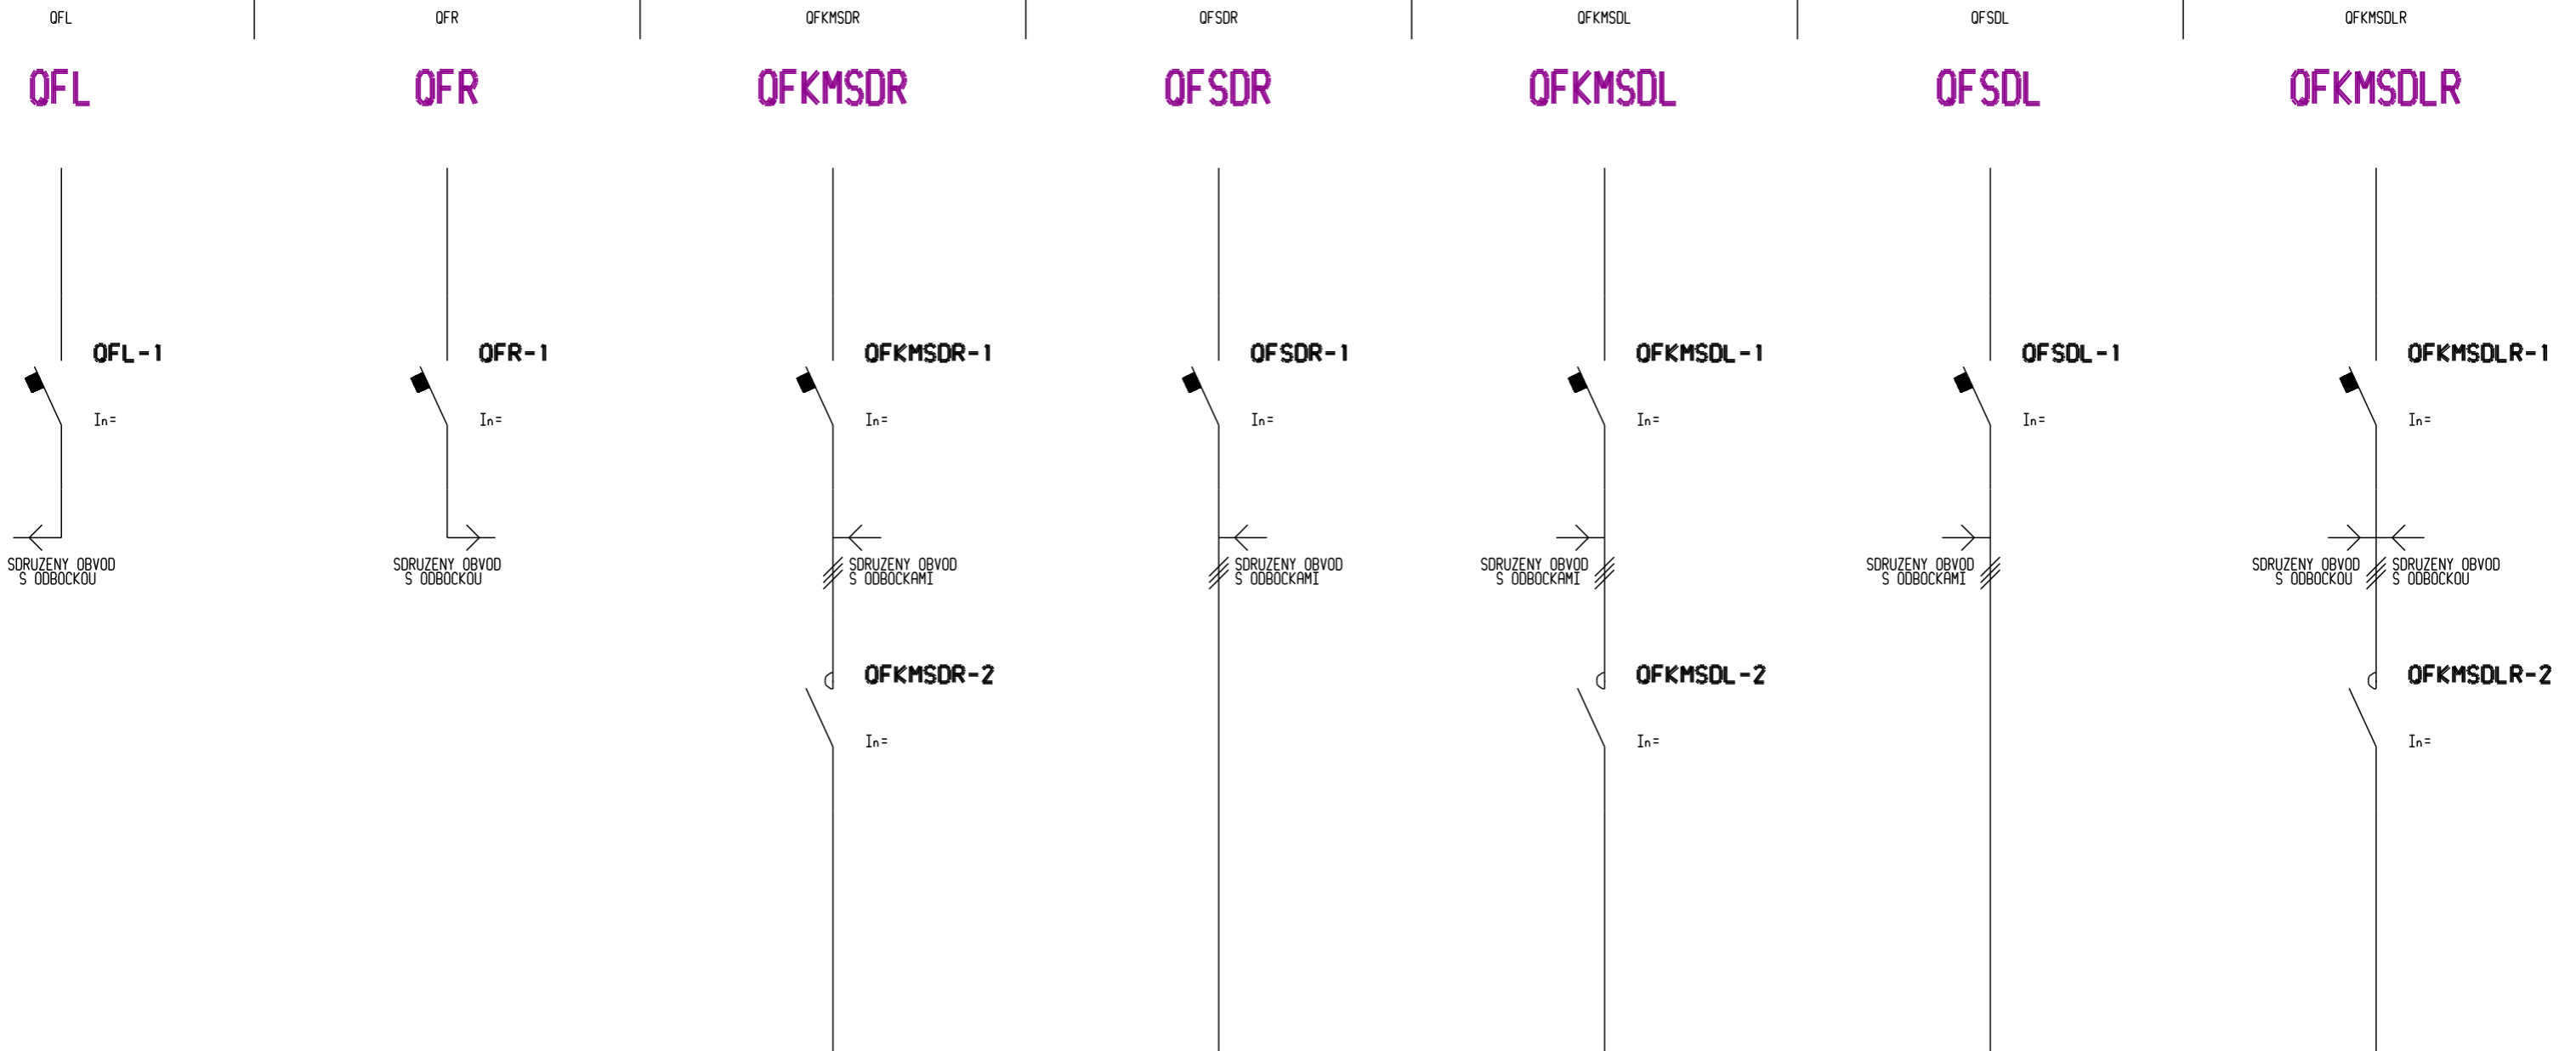 QFL
QFR
QFKMSDR
QFSDR
QFKMSDL
QFSDL
QFKMSDLR
QFL
QFR
QFKMSDR
QFSDR
QFKMSDL
QFSDL
QFKMSDLR
QFL-1
QFR-1
QFKMSDR-1
QFSDR-1
QFKMSDL-1
QFSDL-1
QFKMSDLR-1
In=
In=
In=
In=
In=
In=
In=
SDRUZENY OBVOD
S ODBOCKOU
SDRUZENY OBVOD
S ODBOCKOU
SDRUZENY OBVOD
S ODBOCKAMI
SDRUZENY OBVOD
S ODBOCKAMI
SDRUZENY OBVOD
S ODBOCKAMI
SDRUZENY OBVOD
S ODBOCKAMI
SDRUZENY OBVOD
S ODBOCKOU
SDRUZENY OBVOD
S ODBOCKOU
QFKMSDR-2
QFKMSDL-2
QFKMSDLR-2
In=
In=
In=